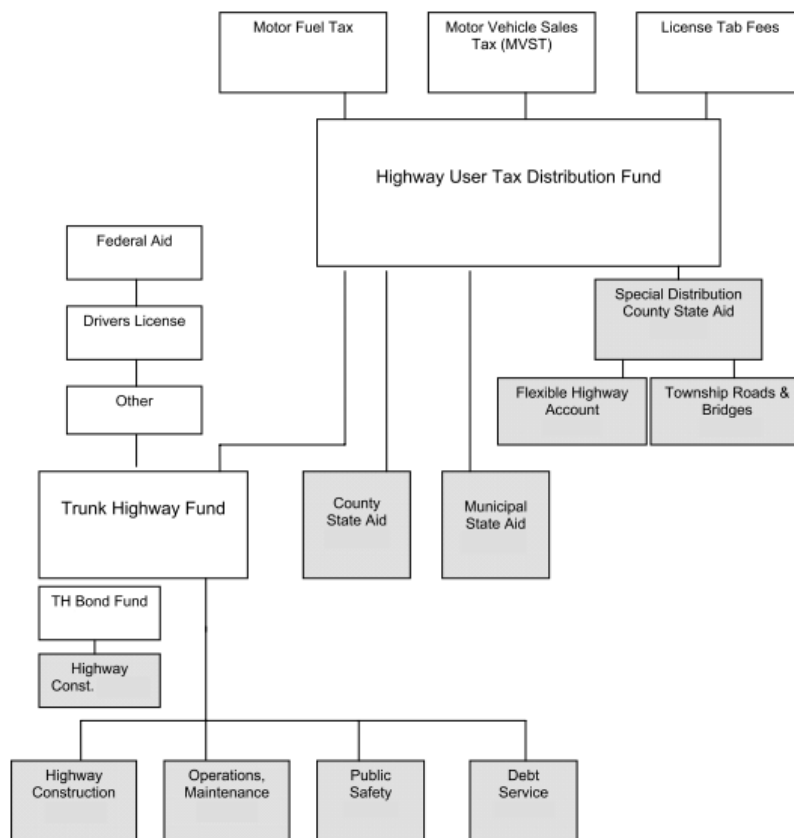 Motor Fuel Tax
Motor Vehicle Sales
Tax (MVST)
License Tab Fees
Highway User Tax Distribution Fund
Federal Aid
Drivers License
Other
Special Distribution
County State Aid
Flexible Highway
Account
Township Roads &
Bridges
Trunk Highway Fund
County
State Aid
Municipal
State Aid
TH Bond Fund
Highway
Const.
Highway
Construction
Operations,
Maintenance
Public
Safety
Debt
Service